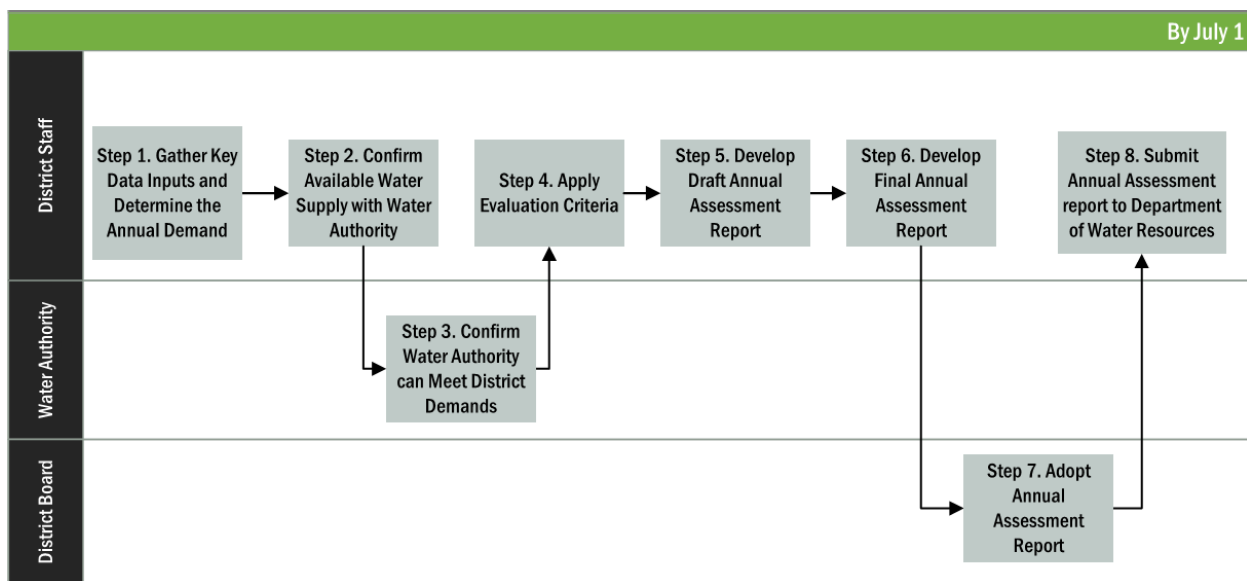 By July 1
District Staff
Step 1. Gather Key
Data Inputs and
Determine the
Annual Demand
Step 2. Confirm
Available Water
Supply with Water
Authority
Step 4. Apply
Evaluation Criteria
Step 5. Develop
Draft Annual
Assessment
Report
Step 6. Develop
Final Annual
Assessment
Report
Step 8. Submit
Annual Assessment
report to Department
of Water Resources
Water Authority
Step 3. Confirm
Water Authority
can Meet District
Demands
District Board
Step 7. Adopt
Annual
Assessment
Report